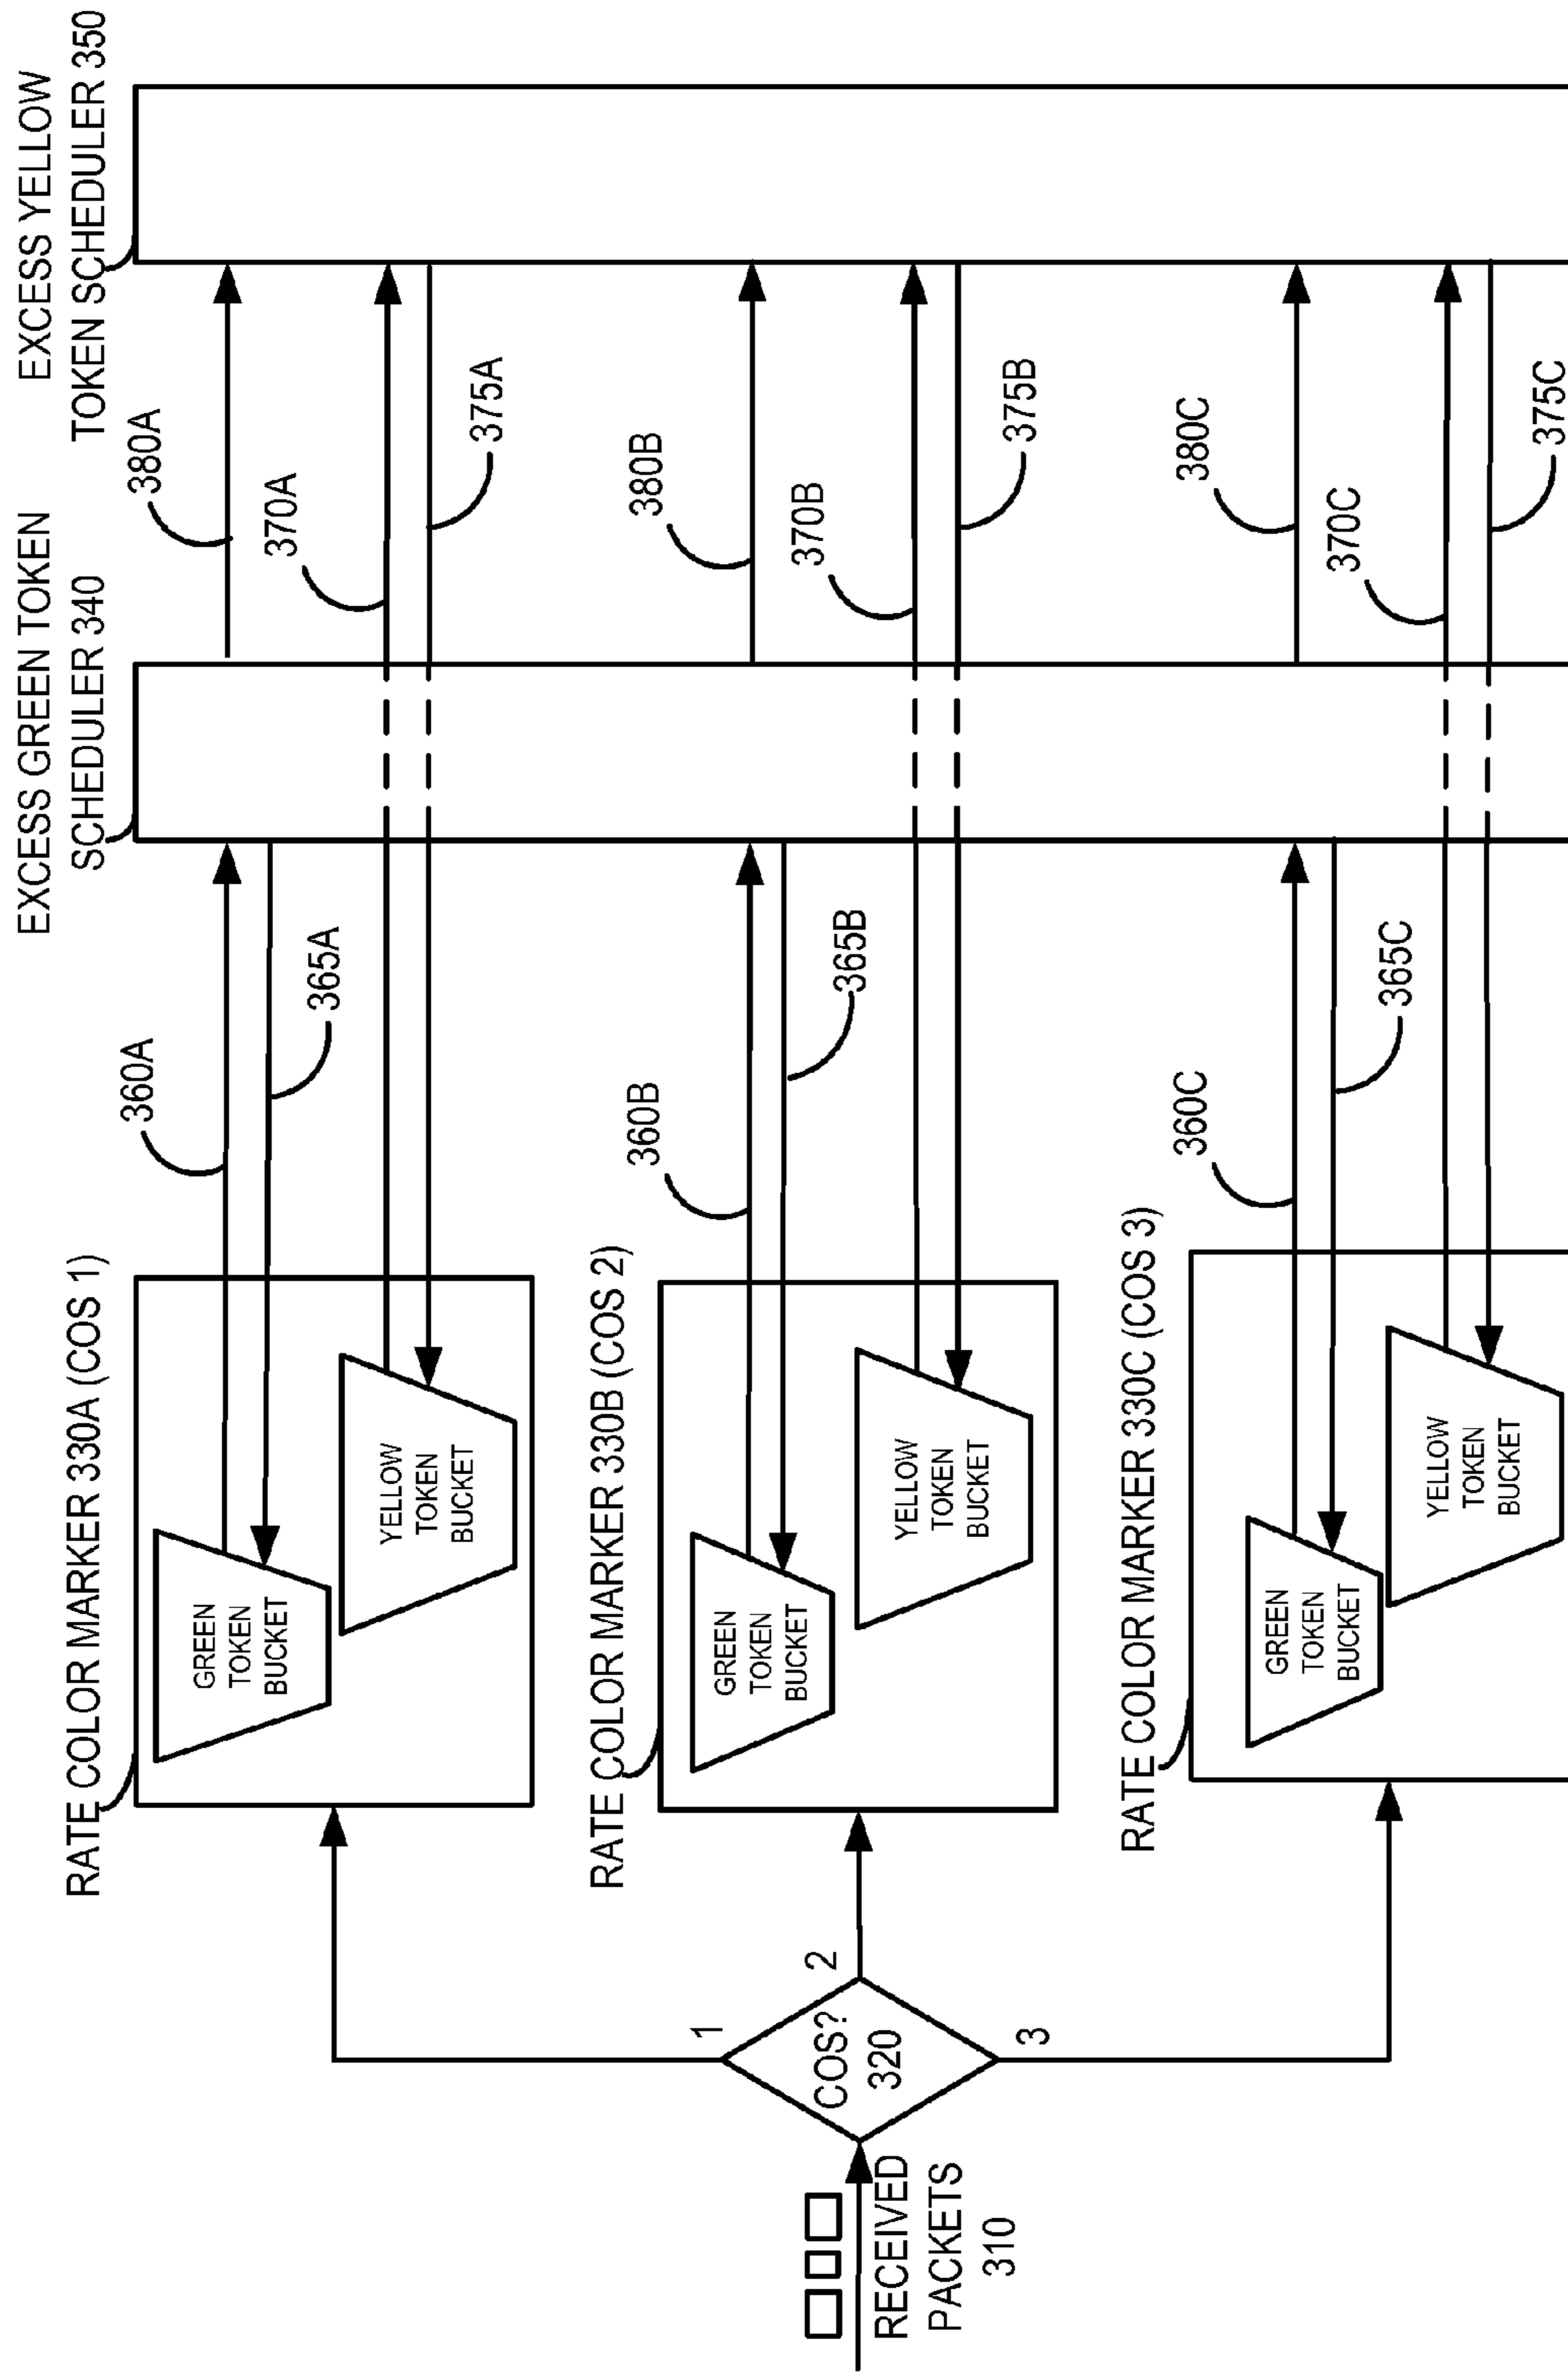 EXCESS GREEN TOKEN
SCHEDULER 340
EXCESS YELLOW
TOKEN SCHEDULER 350
RATE COLOR MARKER 330A (COS 1)
GREEN
TOKEN
BUCKET
YELLOW
TOKEN
BUCKET
360A
365A
380A
370A
375A
RECEIVED
PACKETS
310
COS?
320
1
2
3
RATE COLOR MARKER 330B (COS 2)
GREEN
TOKEN
BUCKET
YELLOW
TOKEN
BUCKET
360B
365B
380B
370B
375B
RATE COLOR MARKER 330C (COS 3)
GREEN
TOKEN
BUCKET
YELLOW
TOKEN
BUCKET
360C
365C
380C
370C
375C